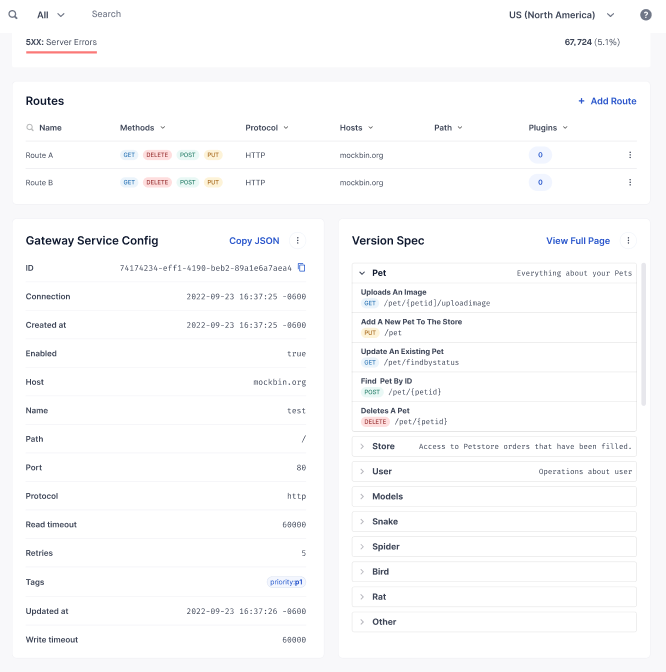 All Search US (North America) ?
5XX: Server Errors 67,724 (5.1%)
Routes + Add Route
Name Methods Protocol Hosts Path Plugins
Route A GET DELETE POST PUT HTTP mockbin.org 0
Route B GET DELETE POST PUT HTTP mockbin.org 0
Gateway Service Config Copy JSON
ID 74174234-eff1-4190-beb2-89a1e6a7aea4
Connection 2022-09-23 16:37:25 -0600
Created at 2022-09-23 16:37:25 -0600
Enabled true
Host mockbin.org
Name test
Path /
Port 80
Protocol http
Read timeout 60000
Retries 5
Tags priority:p1
Updated at 2022-09-23 16:37:26 -0600
Write timeout 60000
Version Spec View Full Page
Pet Everything about your Pets
Uploads An Image
GET /pet/{petid]/uploadimage
Add A New Pet To The Store
PUT /pet
Update An Existing Pet
GET /pet/findbystatus
Find Pet By ID
POST /pet/{petid}
Deletes A Pet
DELETE /pet/{petid}
Store Access to Petstore orders that have been filled.
User Operations about user
Models
Snake
Spider
Bird
Rat
Other